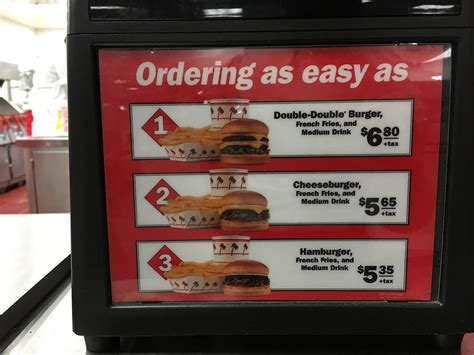 Ordering as easy as
1
Double-Double® Burger,
French Fries, and
Medium Drink
$6 80
+tax
2
Cheeseburger,
French Fries, and
Medium Drink
$5 65
+tax
3
Hamburger,
French Fries, and
Medium Drink
$5 35
+tax